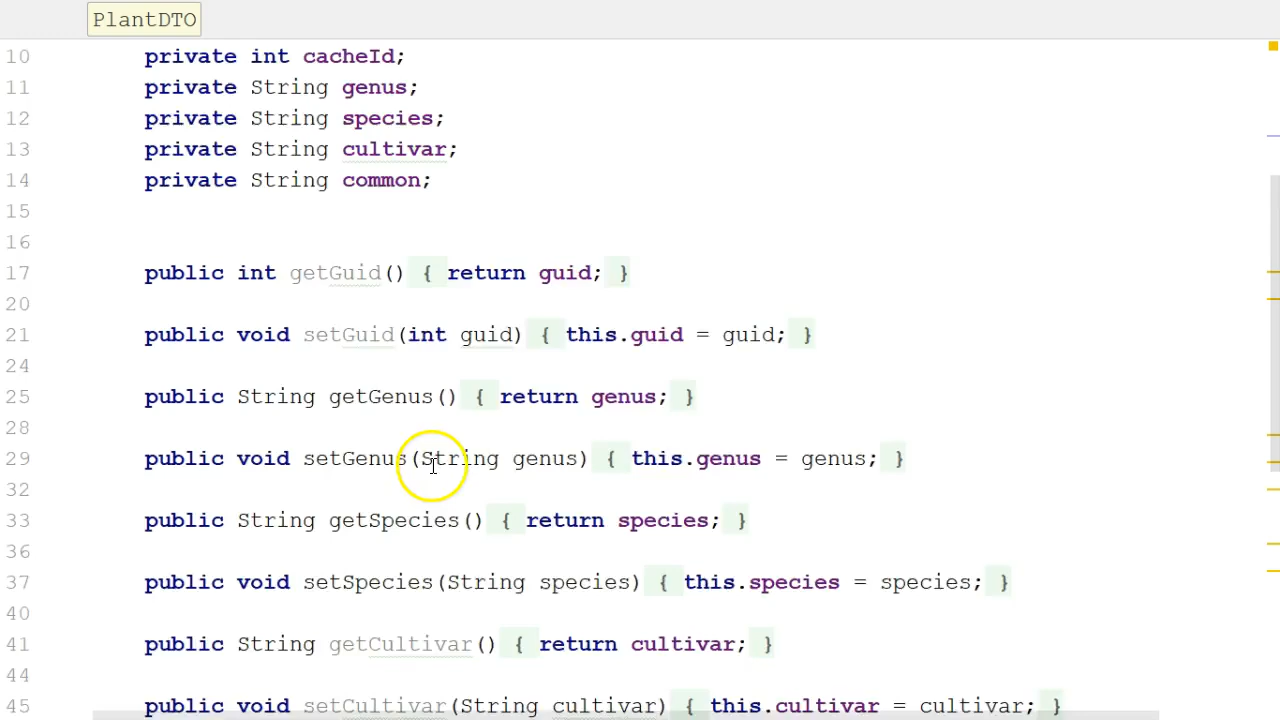 PlantDTO
10 private int cacheId;
11 private String genus;
12 private String species;
13 private String cultivar;
14 private String common;
15
16
17 public int getGuid() { return guid; }
20
21 public void setGuid(int guid) { this.guid = guid; }
24
25 public String getGenus() { return genus; }
28
29 public void setGenus(String genus) { this.genus = genus; }
32
33 public String getSpecies() { return species; }
36
37 public void setSpecies(String species) { this.species = species; }
40
41 public String getCultivar() { return cultivar; }
44
45 public void setCultivar(String cultivar) { this.cultivar = cultivar; }